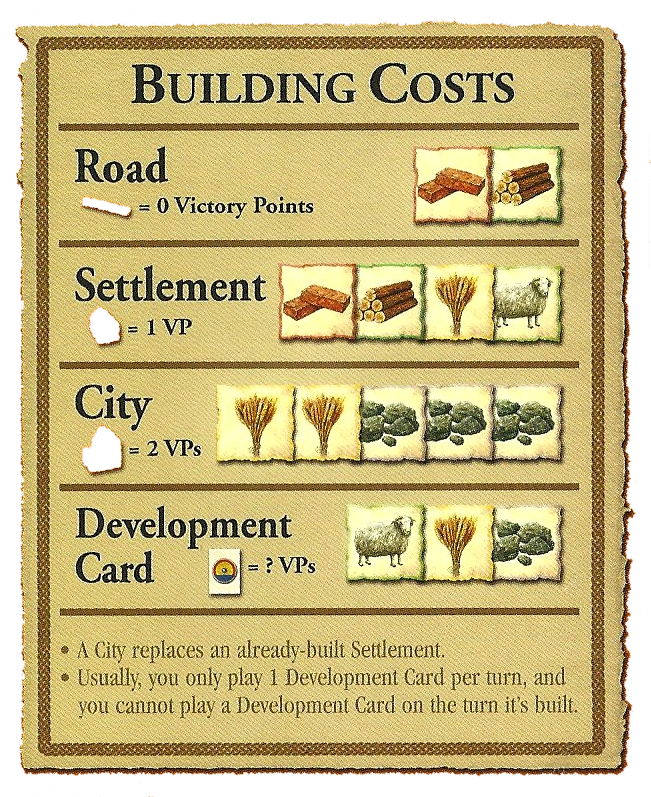 BUILDING COSTS
Road
= 0 Victory Points
Settlement
= 1 VP
City
= 2 VPs
Development
Card
= ? VPs
• A City replaces an already-built Settlement.
• Usually, you only play 1 Development Card per turn, and
you cannot play a Development Card on the turn it's built.